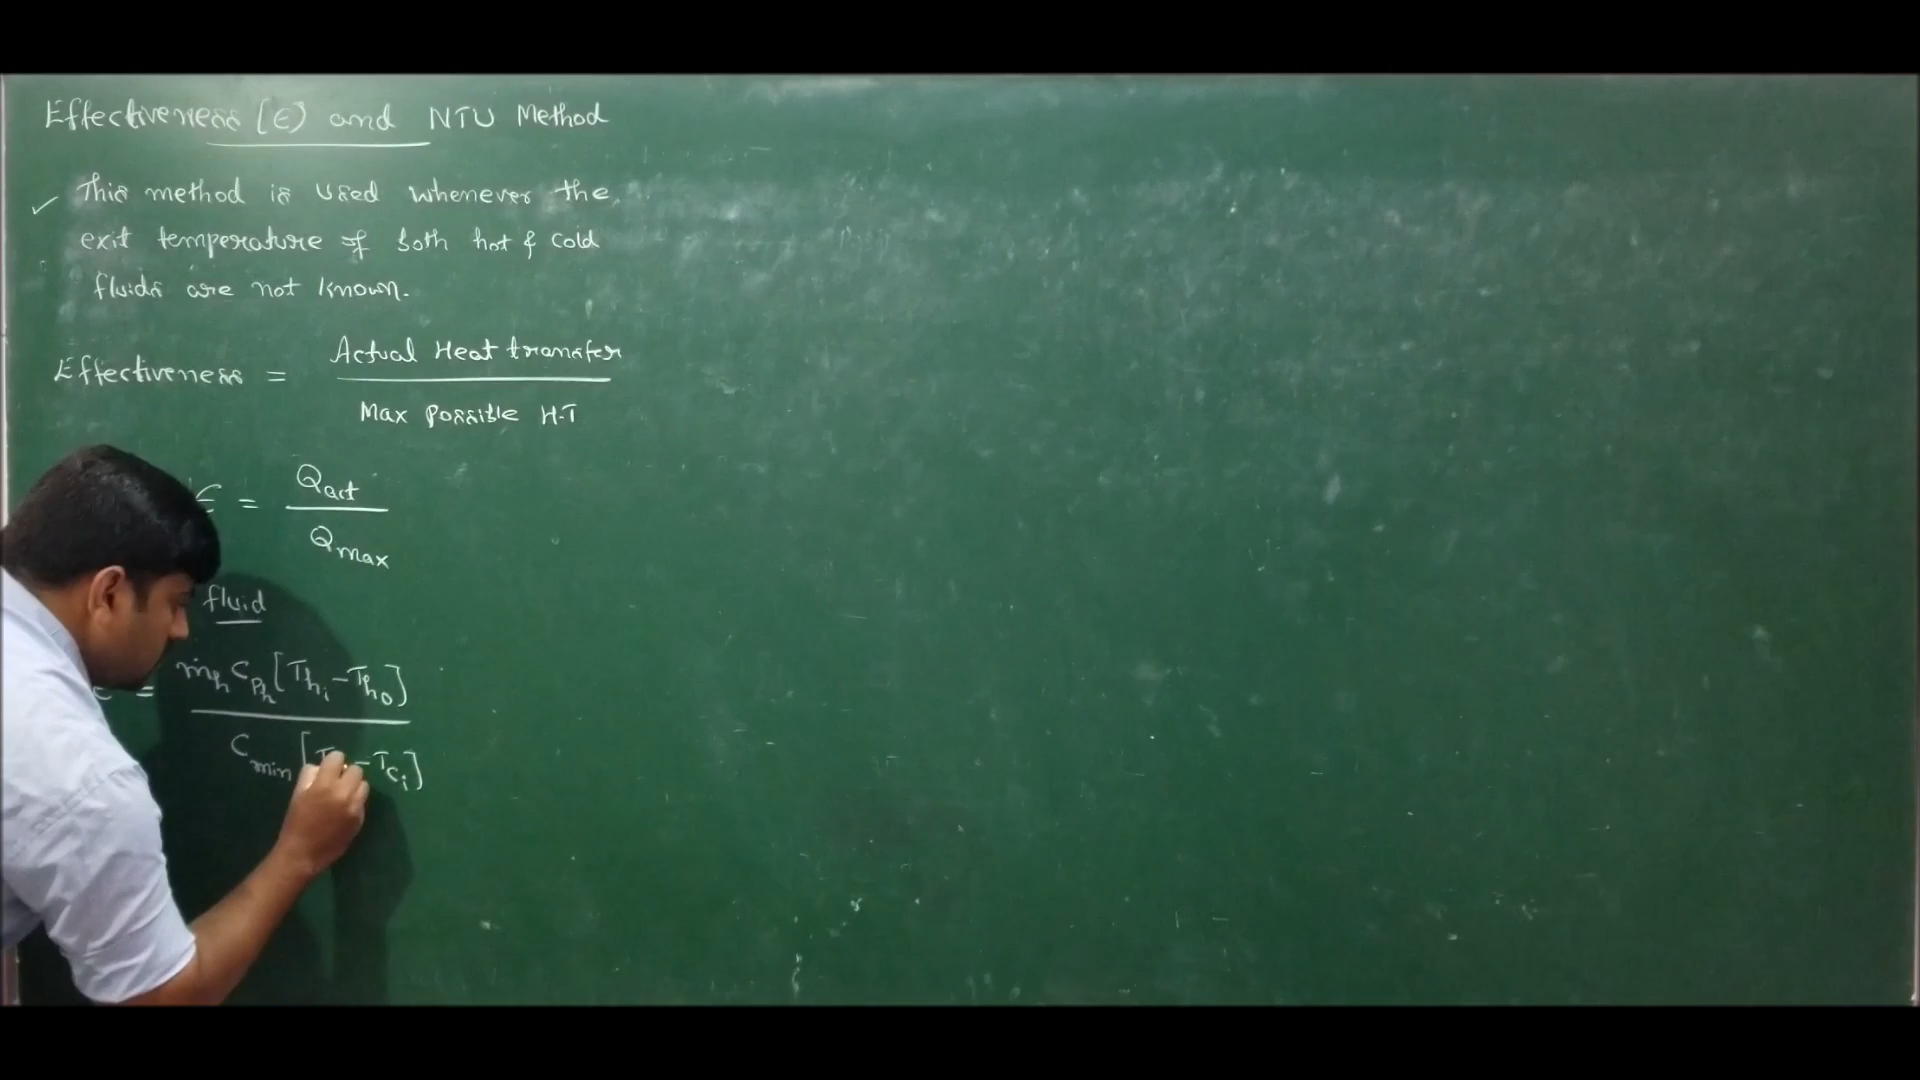 Effectiveness [ϵ] and NTU Method
✓ This method is used whenever the
exit temperature of both hot & cold
fluids are not known.
Effectiveness = Actual Heat transfer
Max possible H.T
ϵ = Qact
Qmax
fluid
ϵ = ṁh Cph [Thi - Tho]
Cmin [T - Tci]